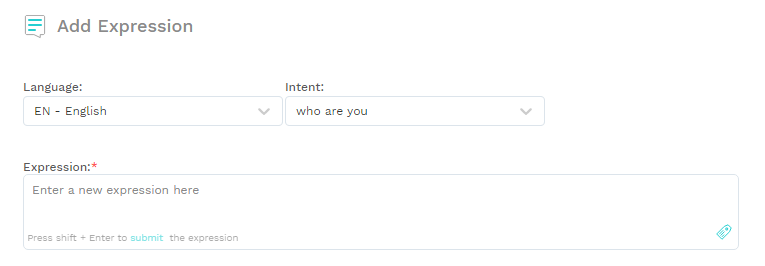 Add Expression
Language: Intent:
EN - English who are you
Expression:*
Enter a new expression here
Press shift + Enter to submit the expression